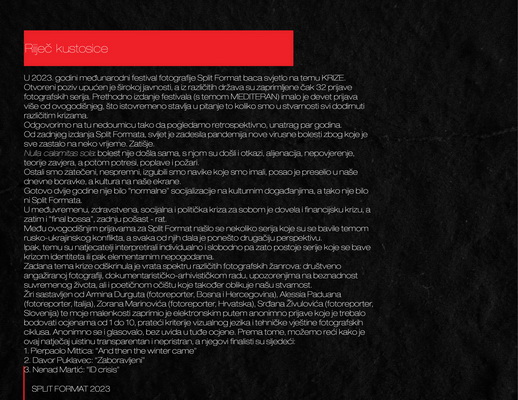 Riječ kustosice
U 2023. godini međunarodni festival fotografije Split Format baca svjetlo na temu KRIZE.
Otvoreni poziv upućen je širokoj javnosti, a iz različitih država su zaprimljene čak 32 prijave
fotografskih serija. Prethodno izdanje festivala (s temom MEDITERAN) imalo je devet prijava
više od ovogodišnjeg, što istovremeno stavlja u pitanje to koliko smo u stvarnosti svi dodirnuti
različitim krizama.
Odgovorimo na tu nedoumicu tako da pogledamo retrospektivno, unatrag par godina.
Od zadnjeg izdanja Split Formata, svijet je zadesila pandemija nove virusne bolesti zbog koje je
sve zastalo na neko vrijeme. Zatišje.
Nulla calamitas sola: bolest nije došla sama, s njom su došli i otkazi, alijenacija, nepovjerenje,
teorije zavjera, a potom potresi, poplave i požari.
Ostali smo zatečeni, nespremni, izgubili smo navike koje smo imali, posao je preselio u naše
dnevne boravke, a kultura na naše ekrane.
Gotovo dvije godine nije bilo "normalne" socijalizacije na kulturnim događanjima, a tako nije bilo
ni Split Formata.
U međuvremenu, zdravstvena, socijalna i politička kriza za sobom je dovela i financijsku krizu, a
zatim i "final bossa", zadnju pošast - rat.
Među ovogodišnjim prijavama za Split Format našlo se nekoliko serija koje su se bavile temom
rusko-ukrajinskog konflikta, a svaka od njih dala je ponešto drugačiju perspektivu.
Ipak, temu su natjecatelji interpretirali individualno i slobodno pa zato postoje serije koje se bave
krizom identiteta ili pak elementarnim nepogodama.
Zadana tema krize odškrinula je vrata spektru različitih fotografskih žanrova: društveno
angažiranoj fotografiji, dokumentarističko-arhivističkom radu, upozorenjima na bezumnost
suvremenog života, ali i poetičnom očištu koje također oblikuje našu stvarnost.
Žiri sastavljen od Armina Durguta (fotoreporter, Bosna i Hercegovina), Alessia Paduana
(fotoreporter, Italija), Zorana Marinovića (fotoreporter, Hrvatska), Srđana Živulovića (fotoreporter,
Slovenija) te moje malenkosti zaprimio je elektronskim putem anonimno prijave koje je trebalo
bodovati ocjenama od 1 do 10, prateći kriterije vizualnog jezika i tehničke vještine fotografskih
ciklusa. Anonimno se i glasovalo, bez uvida u tuđe ocjene. Prema tome, možemo reći kako je
ovaj natječaj uistinu transparentan i nepristran, a njegovi finalisti su sljedeći:
1. Pierpaolo Mittica: "And then the winter came"
2. Davor Puklavec: "Zaboravljeni"
3. Nenad Martić: "ID crisis"
SPLIT FORMAT 2023